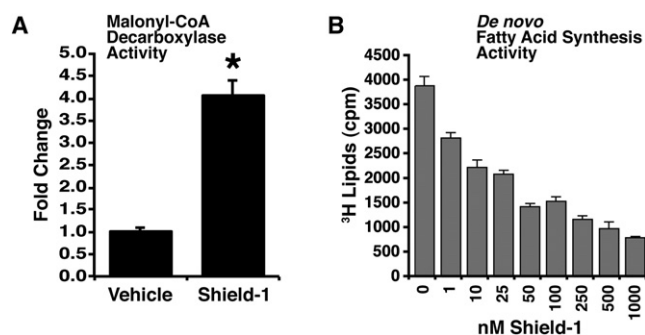 A
Malonyl-CoA
Decarboxylase
Activity
5.0
4.5
4.0
3.5
3.0
2.5
2.0
1.5
1.0
0.5
0.0
Fold Change
*
Vehicle
Shield-1
B
De novo
Fatty Acid Synthesis
Activity
4500
4000
3500
3000
2500
2000
1500
1000
500
0
³H Lipids (cpm)
0
1
10
25
50
100
250
500
1000
nM Shield-1